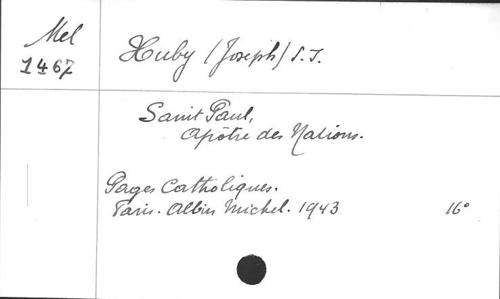 Mel
1467
Huby (Joseph) S.J.
Saint Paul,
Apôtre des Nations.
Pages Catholiques.
Paris. Albin Michel. 1943 16°